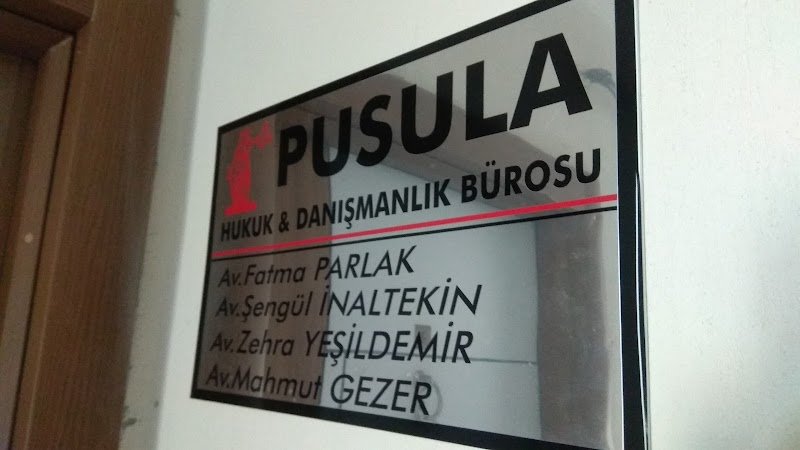 PUSULA
HUKUK & DANIŞMANLIK BÜROSU
Av.Fatma PARLAK
Av.Şengül İNALTEKİN
Av.Zehra YEŞİLDEMİR
Av.Mahmut GEZER